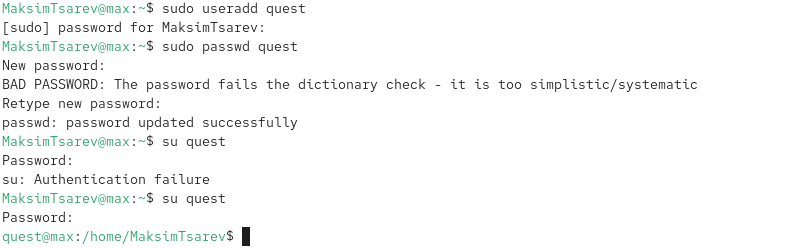 MaksimTsarev@max:~$ sudo useradd quest
[sudo] password for MaksimTsarev:
MaksimTsarev@max:~$ sudo passwd quest
New password:
BAD PASSWORD: The password fails the dictionary check - it is too simplistic/systematic
Retype new password:
passwd: password updated successfully
MaksimTsarev@max:~$ su quest
Password:
su: Authentication failure
MaksimTsarev@max:~$ su quest
Password:
quest@max:/home/MaksimTsarev$